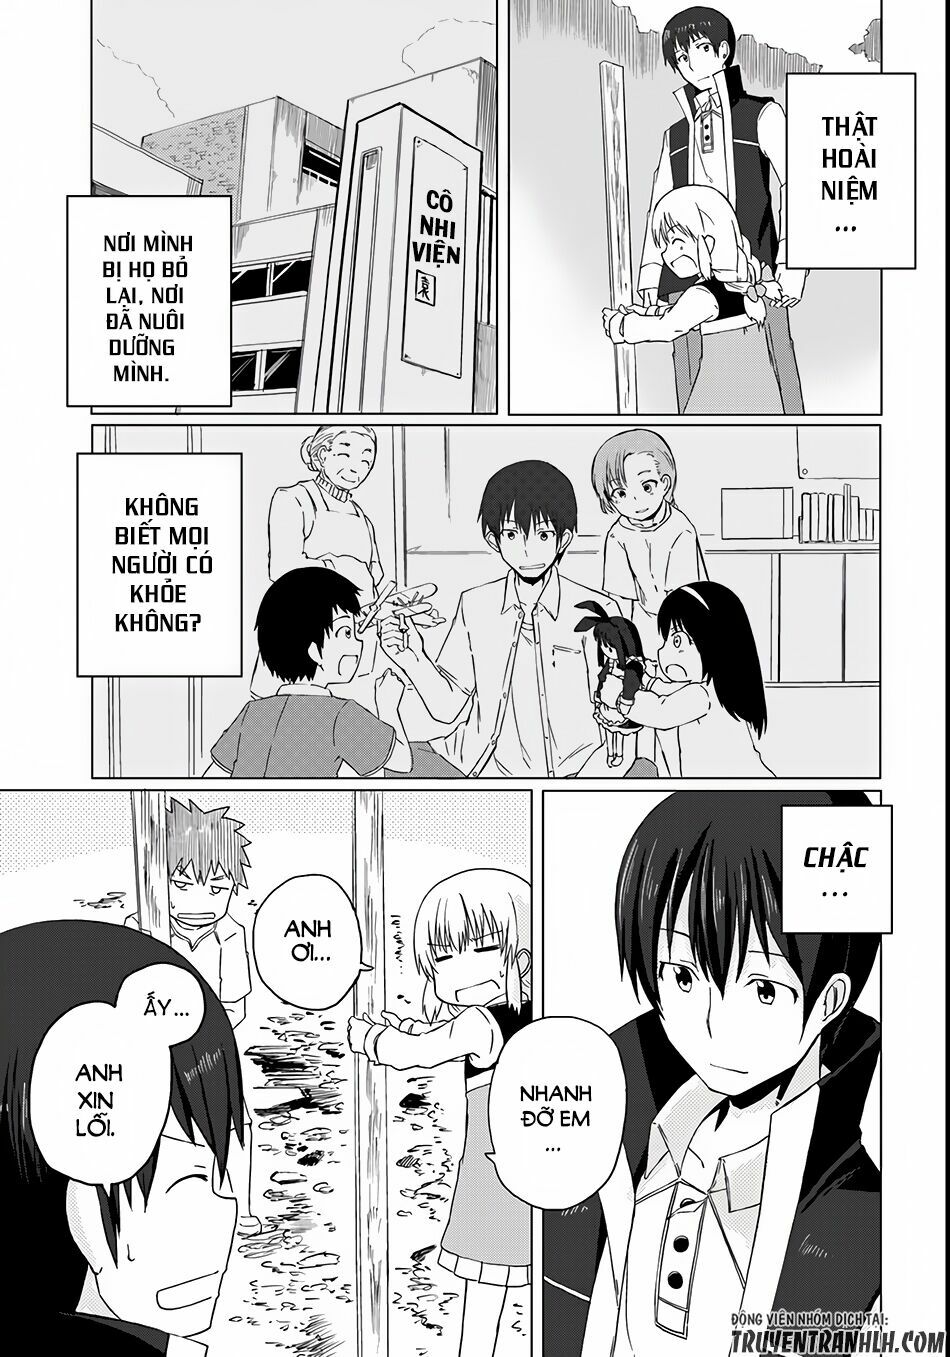 THẬT
HOÀI
NIỆM
...
CÔ
NHI
VIỆN
NƠI MÌNH
BỊ HỌ BỎ
LẠI, NƠI
ĐÃ NUÔI
DƯỠNG
MÌNH.
KHÔNG
BIẾT MỌI
NGƯỜI CÓ
KHỎE
KHÔNG?
CHẬC
...
NHANH
ĐỠ EM
...
ANH
ƠI...
ẤY...
ANH
XIN
LỖI.
ĐỘNG VIÊN NHÓM DỊCH TẠI:
TRUYENTRANHLH.COM